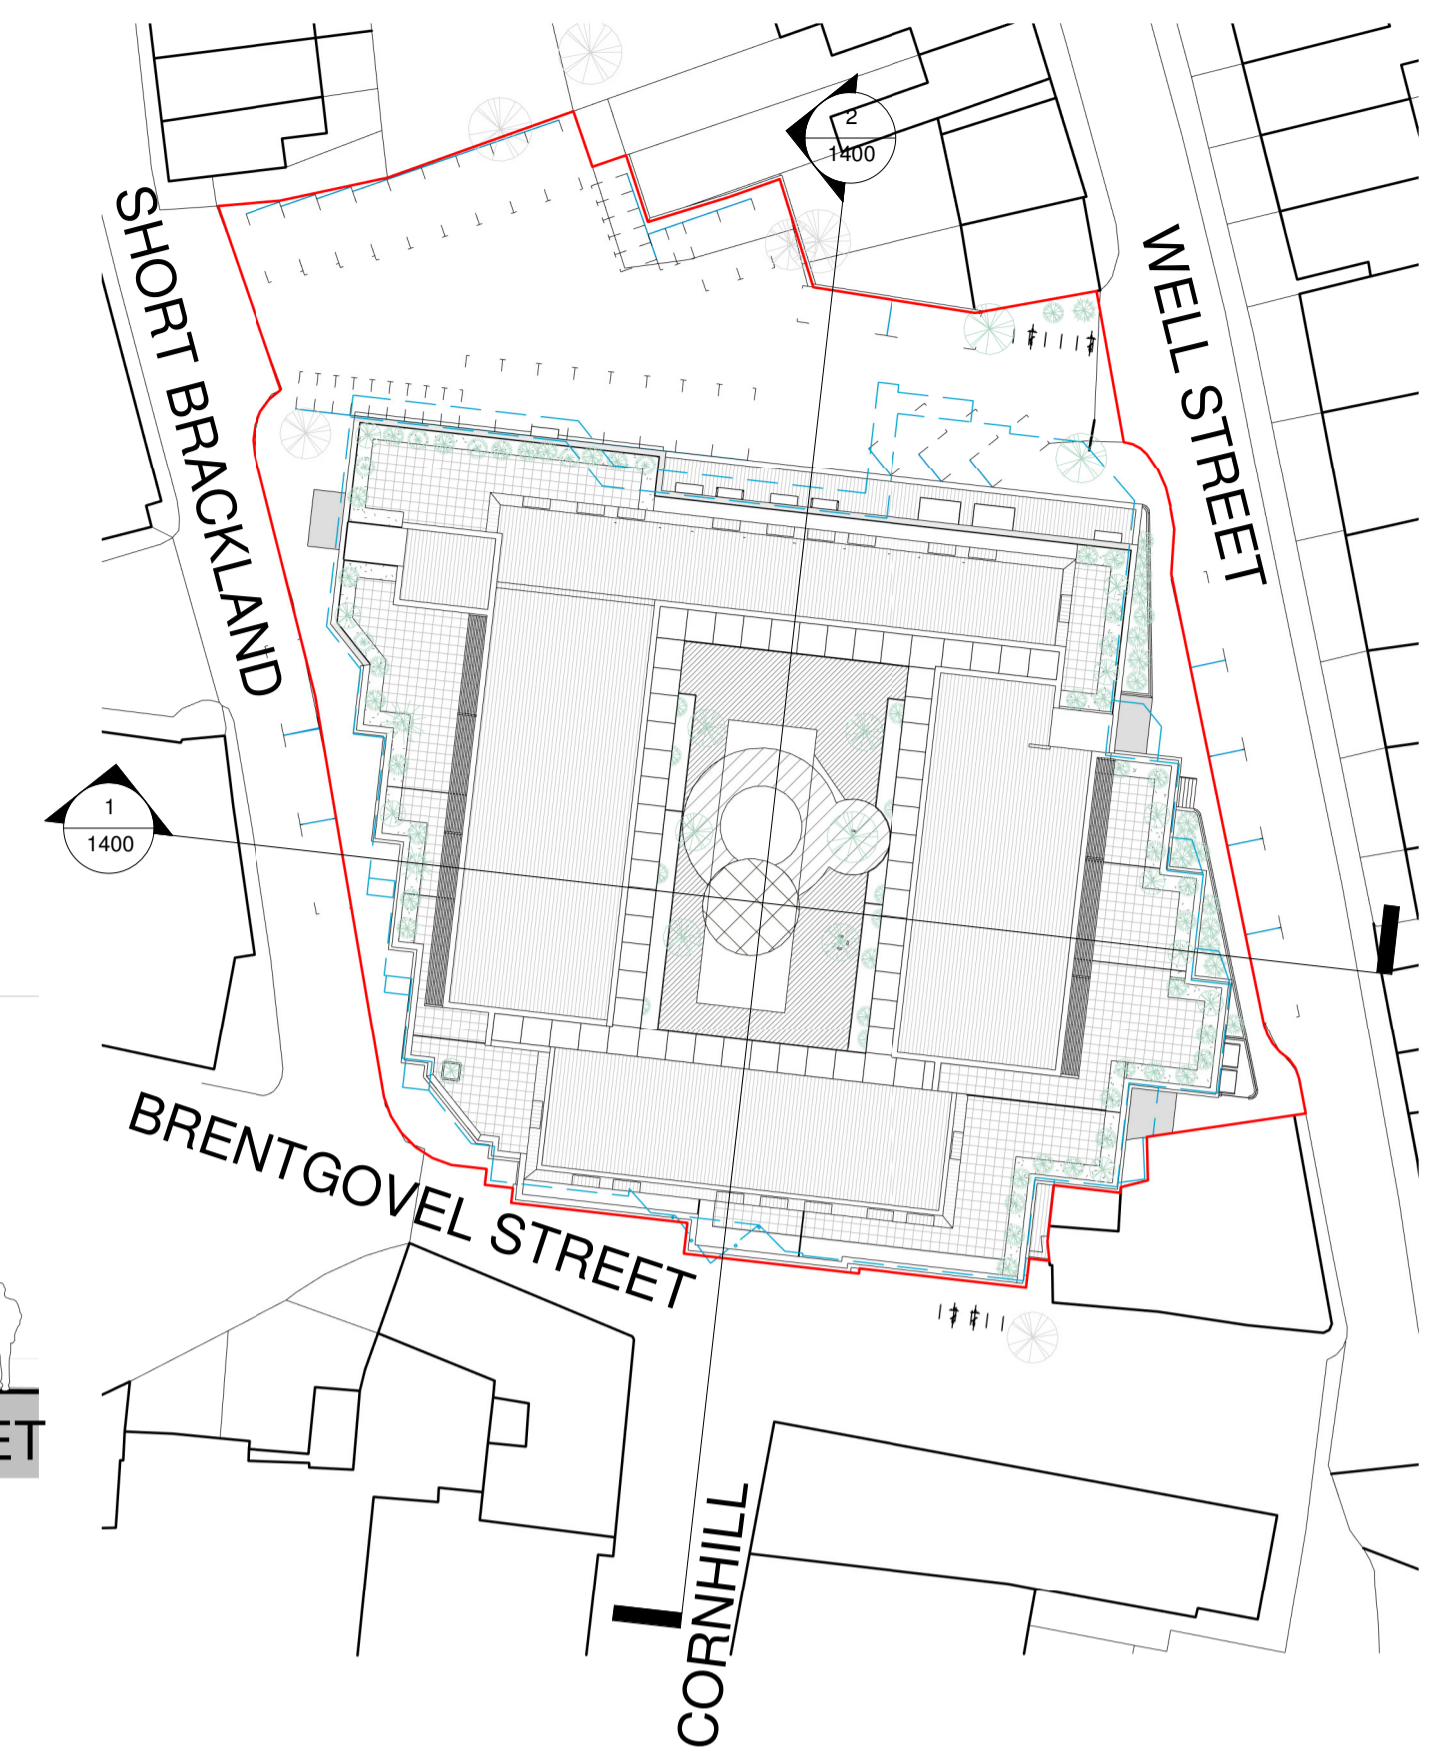 2
1400
SHORT BRACKLAND
WELL STREET
1
1400
BRENTGOVEL STREET
ET
CORNHILL